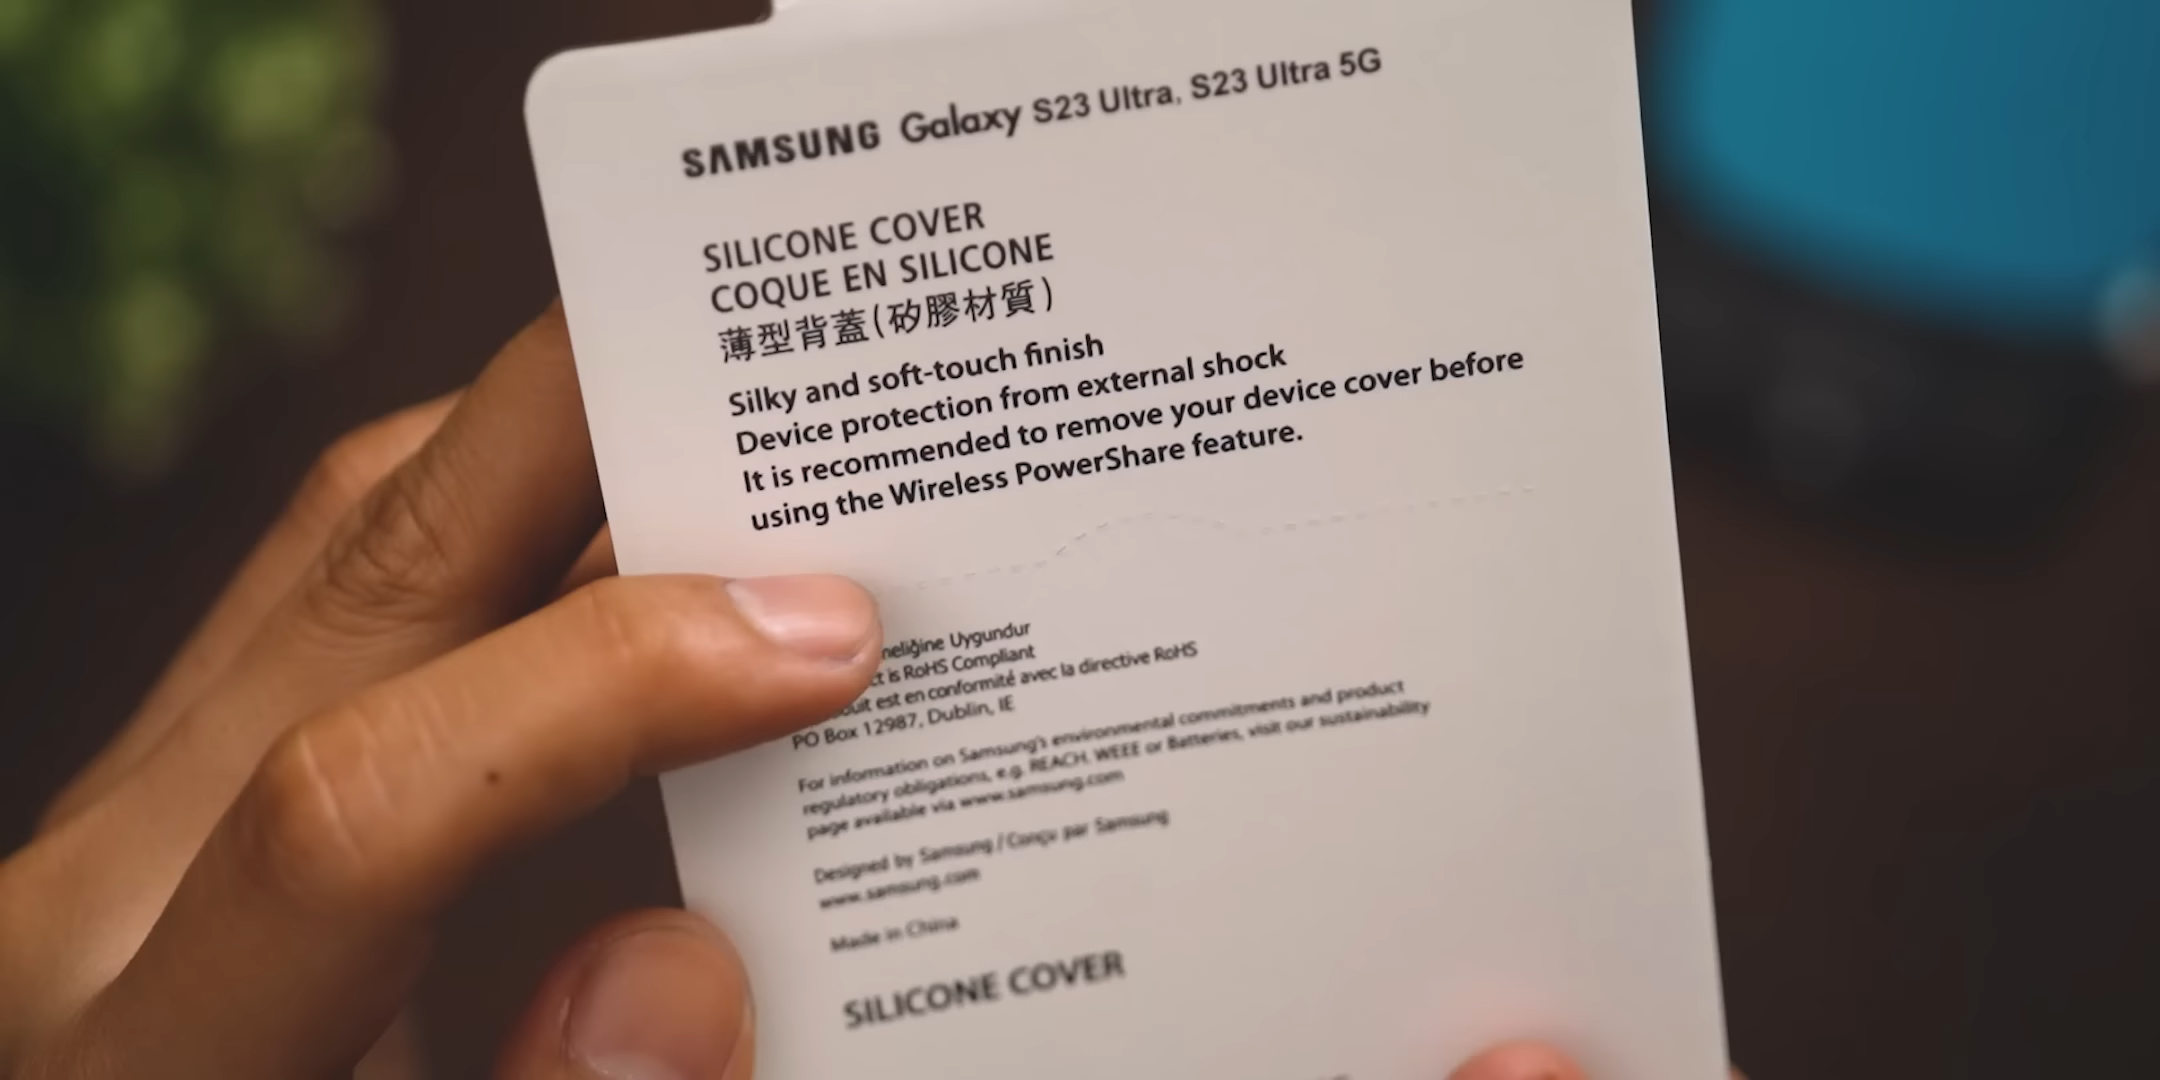 SAMSUNG Galaxy S23 Ultra, S23 Ultra 5G
SILICONE COVER
COQUE EN SILICONE
薄型背蓋(矽膠材質)
Silky and soft-touch finish
Device protection from external shock
It is recommended to remove your device cover before
using the Wireless PowerShare feature.
Uygundur
is RoHS Compliant
est en conformité avec la directive RoHS
PO Box 12987, Dublin, IE
For information on Samsung's environmental commitments and product
regulatory obligations, e.g. REACH, WEEE or Batteries, visit our sustainability
page available via www.samsung.com
Designed by Samsung / Conçu par Samsung
www.samsung.com
Made in China
SILICONE COVER